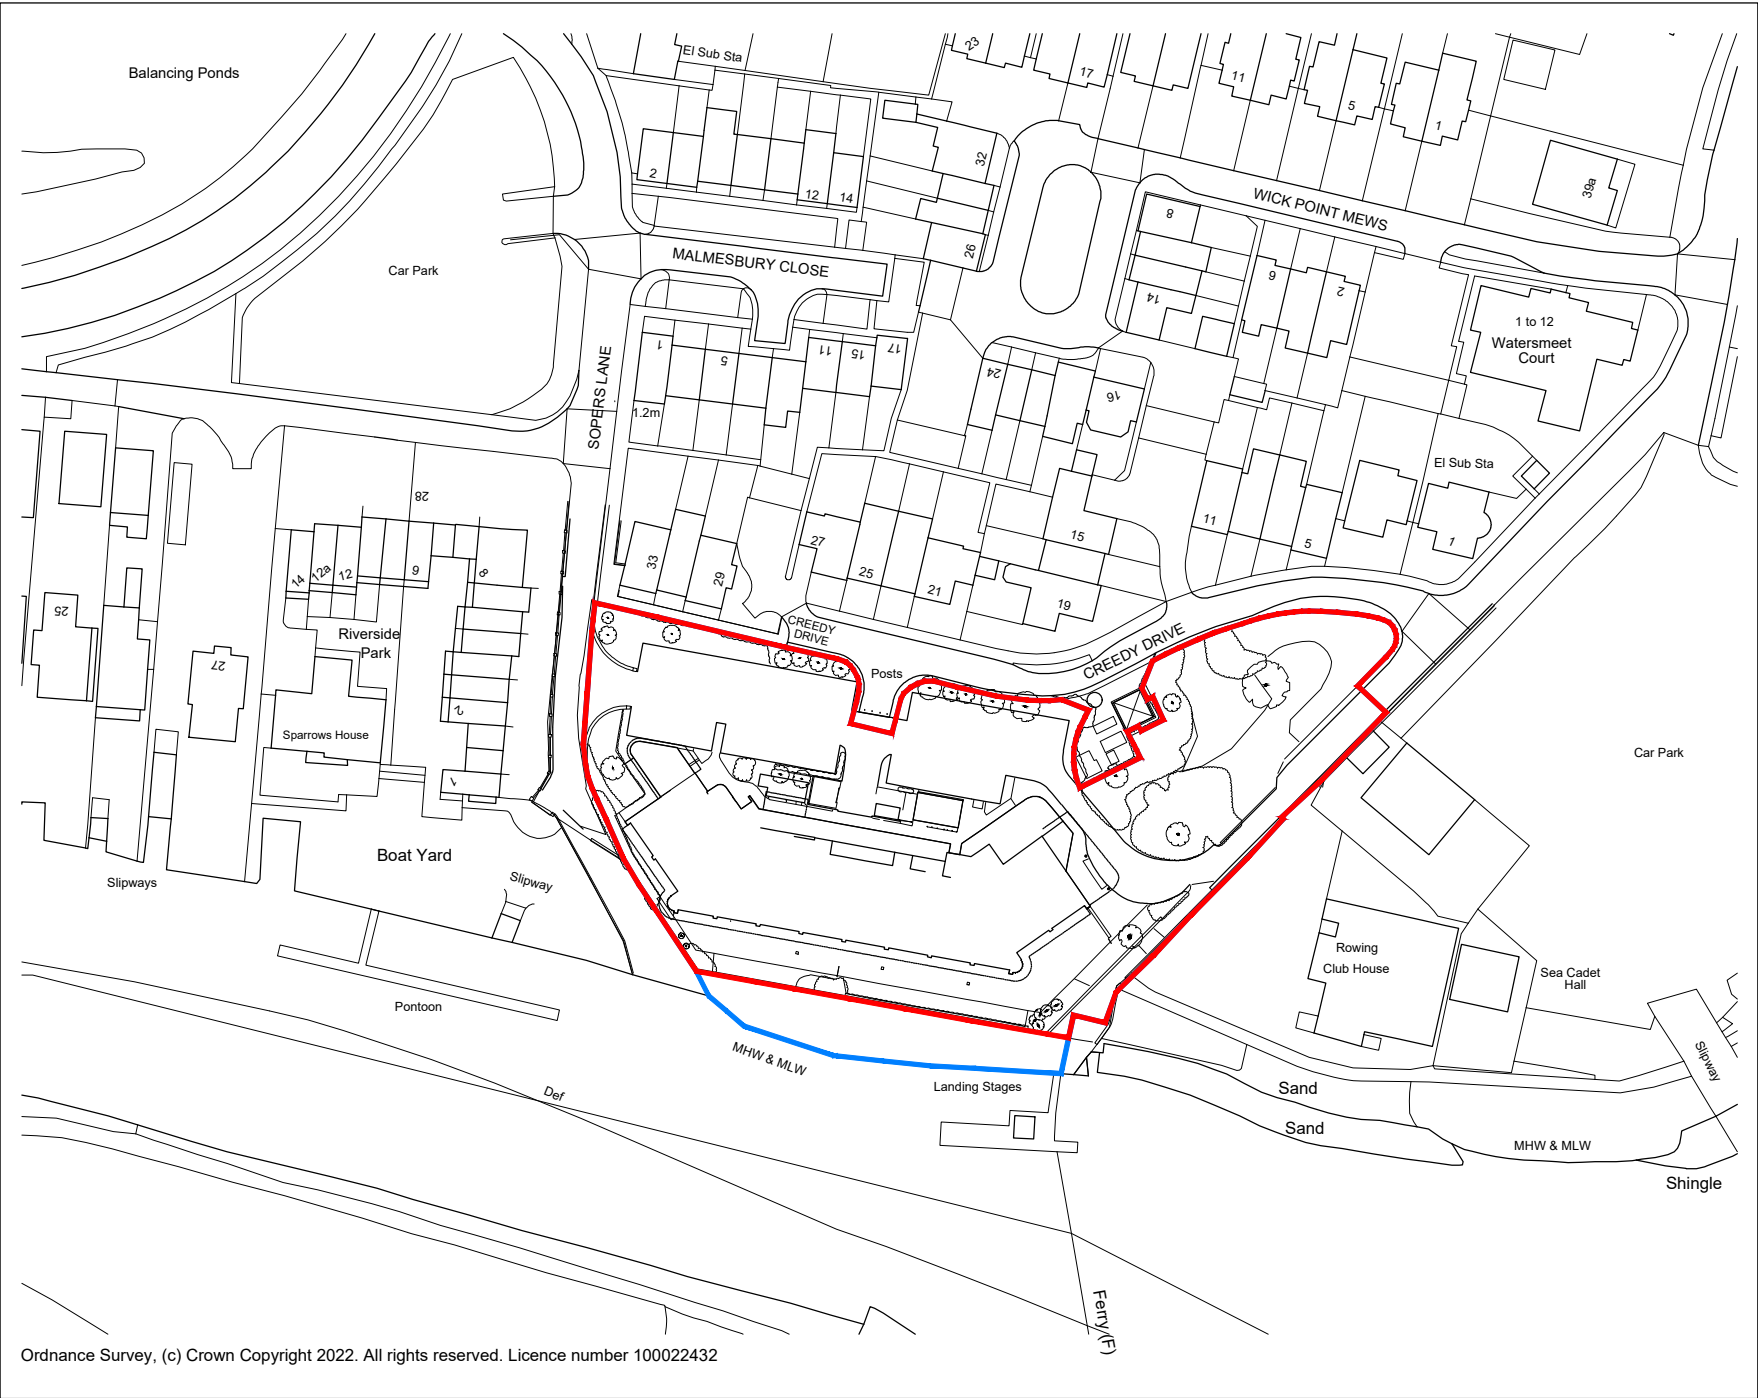 El Sub Sta
23
17
11
5
1
Balancing Ponds
2
12
14
32
26
39a
WICK POINT MEWS
8
MALMESBURY CLOSE
Car Park
14
6
2
1 to 12
Watersmeet
Court
SOPERS LANE
1
5
11
15
17
24
16
1.2m
El Sub Sta
28
11
5
1
15
27
25
21
19
33
29
14
12a
12
9
8
25
27
Riverside
Park
2
Sparrows House
1
CREEDY
DRIVE
CREEDY DRIVE
Posts
Car Park
Boat Yard
Slipways
Slipway
Pontoon
Rowing
Club House
Sea Cadet
Hall
Slipway
MHW & MLW
Landing Stages
Def
Sand
Sand
MHW & MLW
Shingle
Ferry (F)
Ordnance Survey, (c) Crown Copyright 2022. All rights reserved. Licence number 100022432